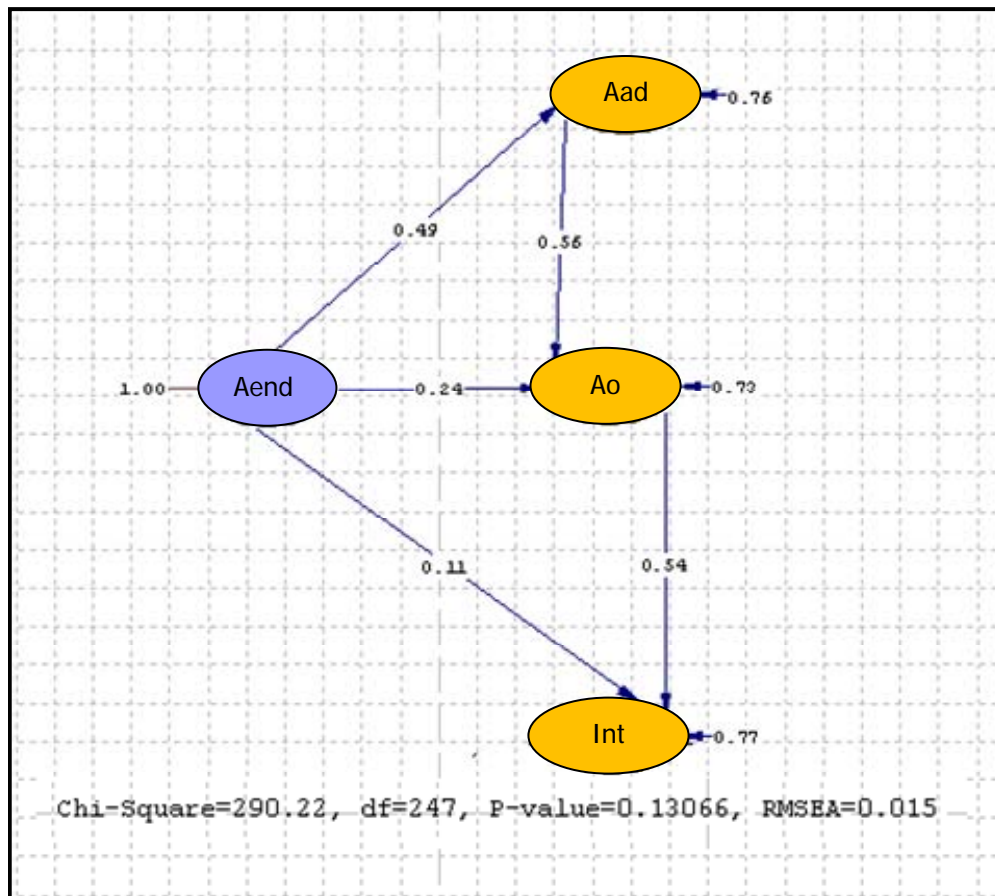 Aad
0.76
0.49
0.56
1.00
Aend
0.24
Ao
0.73
0.11
0.54
Int
0.77
Chi-Square=290.22, df=247, P-value=0.13066, RMSEA=0.015